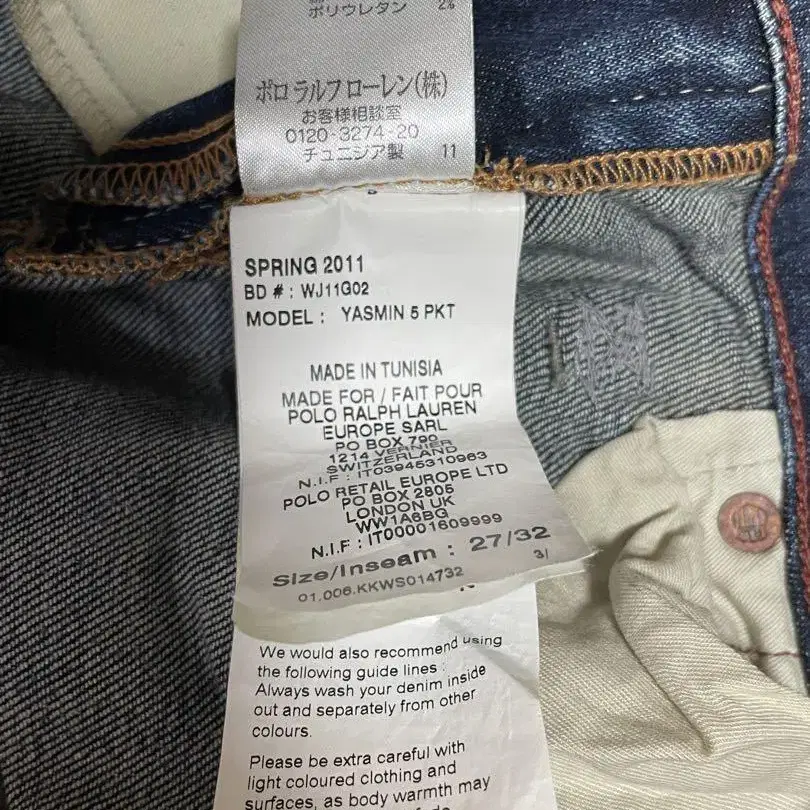 ポリウレタン 2%
ポロ ラルフ ローレン(株)
お客様相談室
0120-3274-20
チュニジア製 11
SPRING 2011
BD # : WJ11G02
MODEL : YASMIN 5 PKT
MADE IN TUNISIA
MADE FOR / FAIT POUR
POLO RALPH LAUREN
EUROPE SARL
PO BOX 790
1214 VERNIER
SWITZERLAND
N.I.F : IT03945310963
POLO RETAIL EUROPE LTD
PO BOX 2805
LONDON UK
WW1A6BG
N.I.F : IT00001609999
Size/Inseam : 27/32
01.006.KKWS014732 3/
We would also recommend using
the following guide lines :
Always wash your denim inside
out and separately from other
colours.
Please be extra careful with
light coloured clothing and
surfaces, as body warmth may